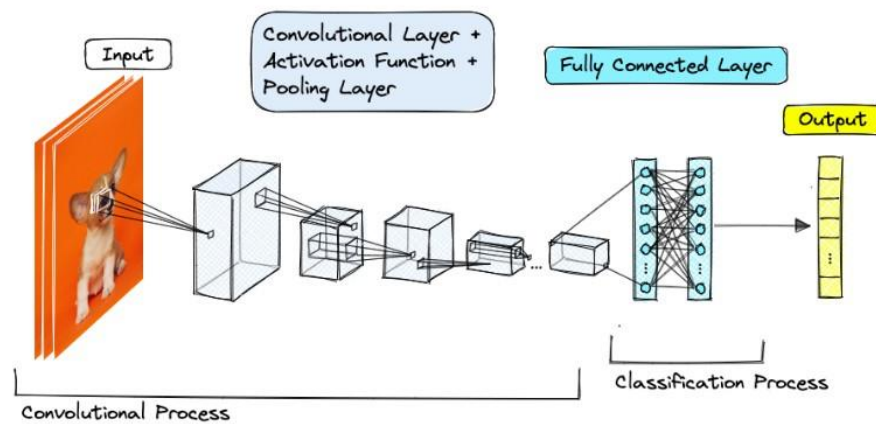 Input
Convolutional Layer +
Activation Function +
Pooling Layer
Fully Connected Layer
Output
...
Classification Process
Convolutional Process